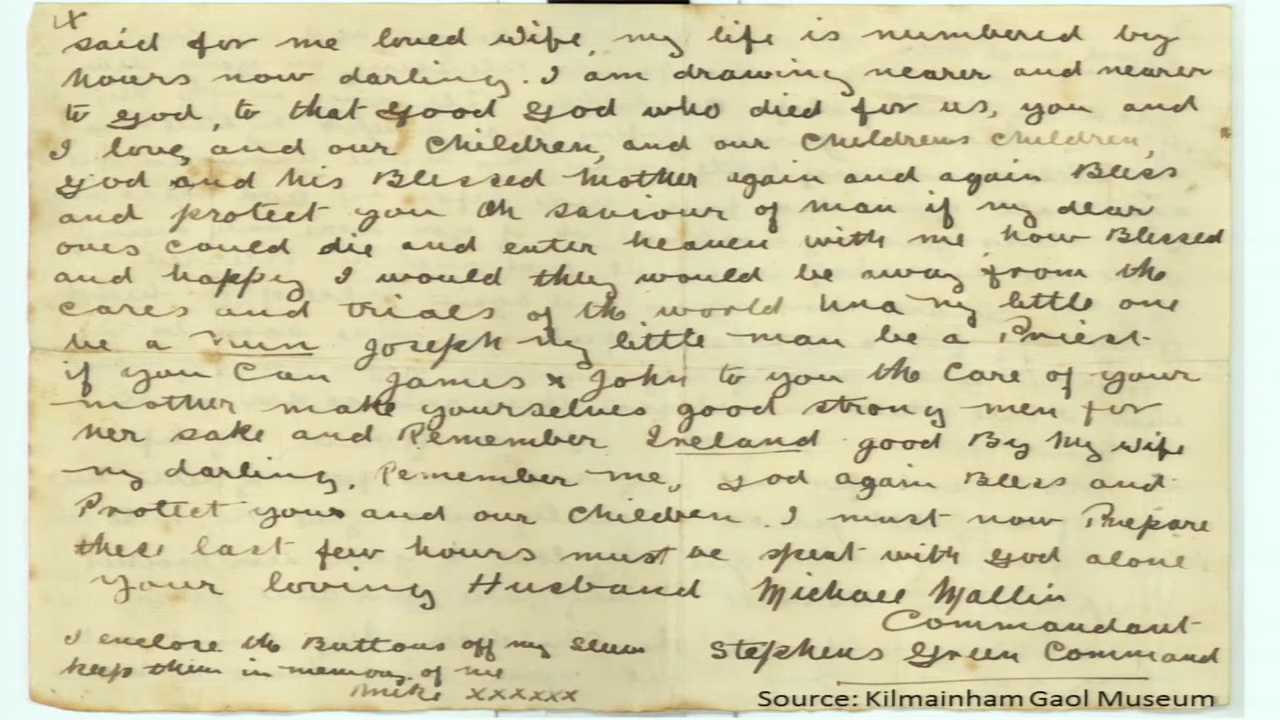 IX
said for me loved wife, my life is numbered by
hours now darling. I am drawing nearer and nearer
to god, to that good god who died for us, you and
I love, and our children, and our childrens children,
god and his Blessed Mother again and again Bless
and protect you Oh saviour of man if my dear
ones could die and enter heaven with me how Blessed
and happy I would they would be away from the
cares and trials of the world Una my little one
be a Nun Joseph my little man be a Priest
if you Can James & John to you the Care of your
mother make yourselves good strong men for
her sake and Remember Ireland good By My wife
my darling, Remember me, god again Bless and
Protect you and our Children. I must now Prepare
these last few hours must be spent with god alone
your loving Husband Michael Mallin
Commandant
Stephens Green Command
I enclose the Buttons off my
keep them in memory of me
Mike xxxxxx
Source: Kilmainham Gaol Museum